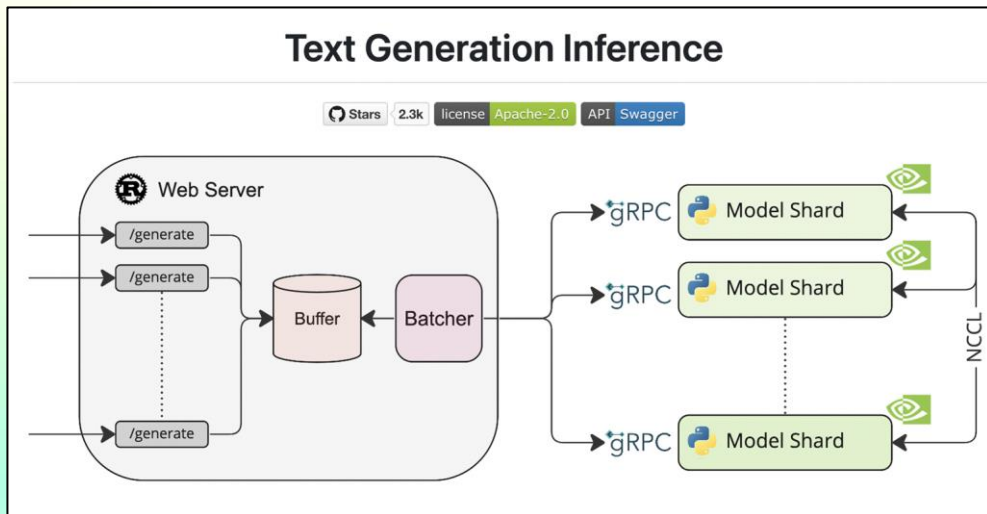 Text Generation Inference
Stars 2.3k license Apache-2.0 API Swagger
Web Server
/generate
/generate
/generate
Buffer
Batcher
gRPC Model Shard
gRPC Model Shard
gRPC Model Shard
NCCL